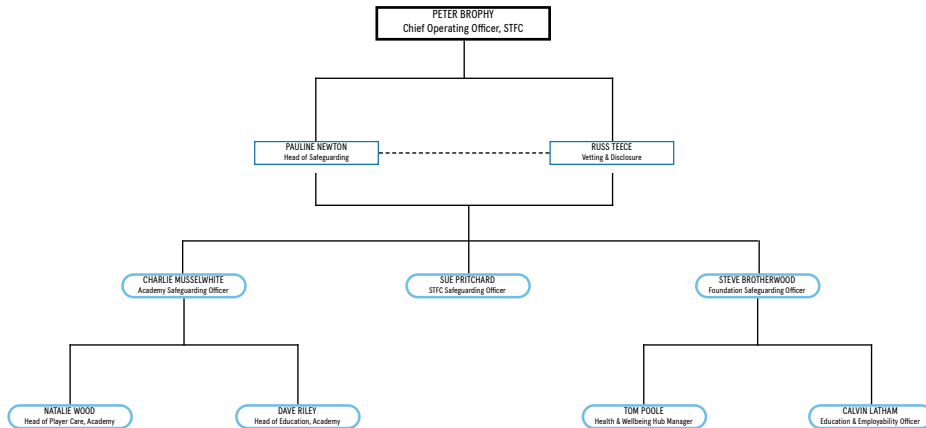 PETER BROPHY
Chief Operating Officer, STFC
PAULINE NEWTON
Head of Safeguarding
RUSS TEECE
Vetting & Disclosure
CHARLIE MUSSELWHITE
Academy Safeguarding Officer
SUE PRITCHARD
STFC Safeguarding Officer
STEVE BROTHERWOOD
Foundation Safeguarding Officer
NATALIE WOOD
Head of Player Care, Academy
DAVE RILEY
Head of Education, Academy
TOM POOLE
Health & Wellbeing Hub Manager
CALVIN LATHAM
Education & Employability Officer